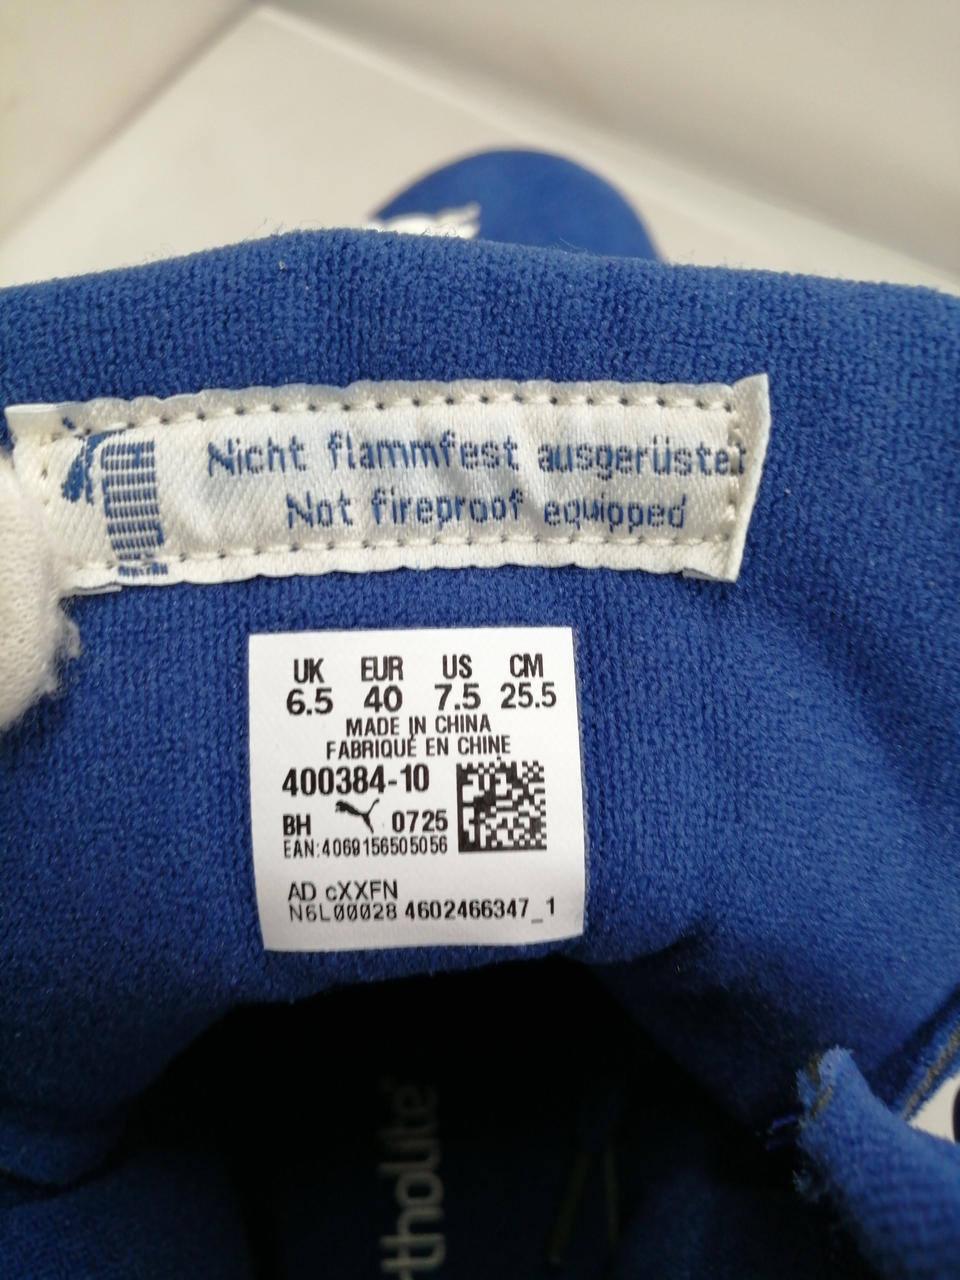 Nicht flammfest ausgerüstet
Not fireproof equipped
UK EUR US CM
6.5 40 7.5 25.5
MADE IN CHINA
FABRIQUÉ EN CHINE
400384-10
BH 0725
EAN:4069156505056
AD cXXFN
N6L00028 4602466347_1
rtholite